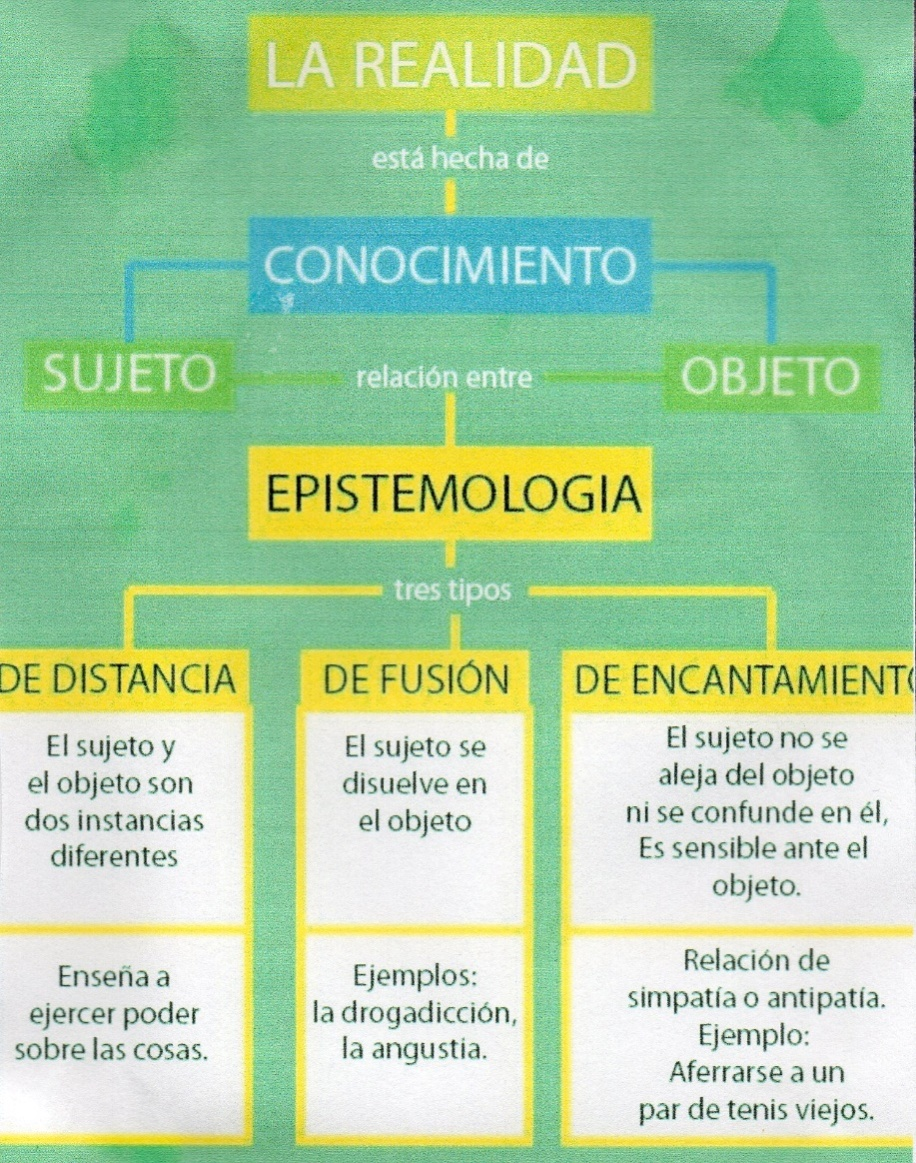 LA REALIDAD
está hecha de
CONOCIMIENTO
SUJETO
relación entre
OBJETO
EPISTEMOLOGIA
tres tipos
DE DISTANCIA
El sujeto y
el objeto son
dos instancias
diferentes
Enseña a
ejercer poder
sobre las cosas.
DE FUSIÓN
El sujeto se
disuelve en
el objeto
Ejemplos:
la drogadicción,
la angustia.
DE ENCANTAMIENTO
El sujeto no se
aleja del objeto
ni se confunde en él,
Es sensible ante el
objeto.
Relación de
simpatía o antipatía.
Ejemplo:
Aferrarse a un
par de tenis viejos.